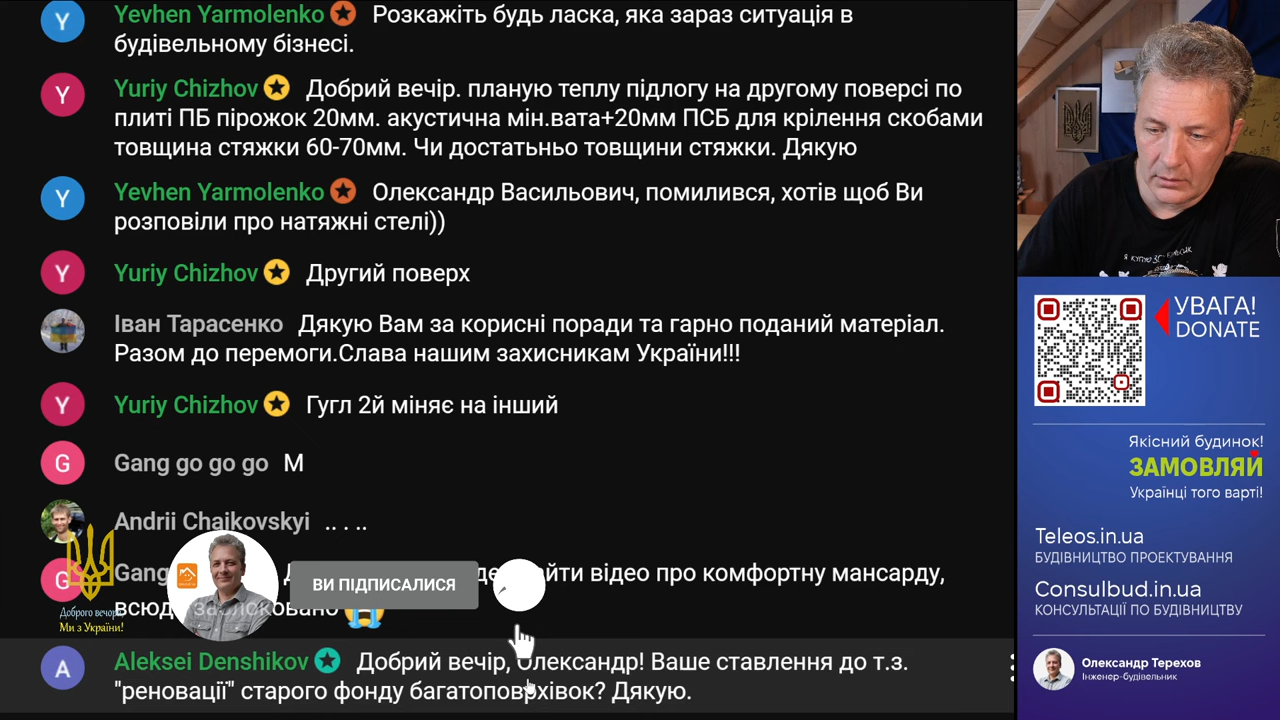 Yevhen Yarmolenko Розкажіть будь ласка, яка зараз ситуація в
будівельному бізнесі.
Yuriy Chizhov Добрий вечір. планую теплу підлогу на другому поверсі по
плиті ПБ пірожок 20мм. акустична мін.вата+20мм ПСБ для крілення скобами
товщина стяжки 60-70мм. Чи достатньо товщини стяжки. Дякую
Yevhen Yarmolenko Олександр Васильович, помилився, хотів щоб Ви
розповіли про натяжні стелі))
Yuriy Chizhov Другий поверх
Іван Тарасенко Дякую Вам за корисні поради та гарно поданий матеріал.
Разом до перемоги.Слава нашим захисникам України!!!
Yuriy Chizhov Гугл 2й міняє на інший
Gang go go go М
Andrii Chaikovskyi .. . ..
Gang йти відео про комфортну мансарду,
ВИ ПІДПИСАЛИСЯ
Доброго вечора
Ми з України!
Aleksei Denshikov Добрий вечір, Олександр! Ваше ставлення до т.з.
"реновації" старого фонду багатоповрхівок? Дякую.
УВАГА!
DONATE
Якісний будинок!
ЗАМОВЛЯЙ
Українці того варті!
Teleos.in.ua
БУДІВНИЦТВО ПРОЕКТУВАННЯ
Consulbud.in.ua
КОНСУЛЬТАЦІЇ ПО БУДІВНИЦТВУ
Олександр Терехов
Інженер-будівельник